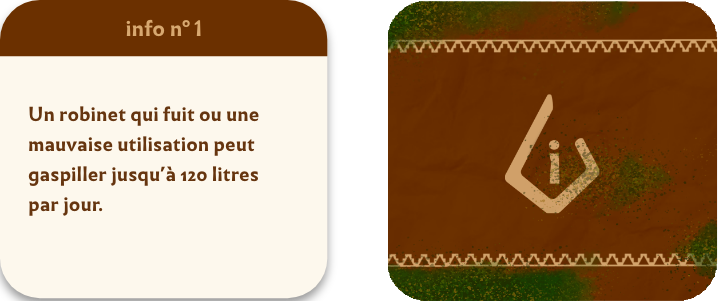 info n° 1
Un robinet qui fuit ou une
mauvaise utilisation peut
gaspiller jusqu'à 120 litres
par jour.
i